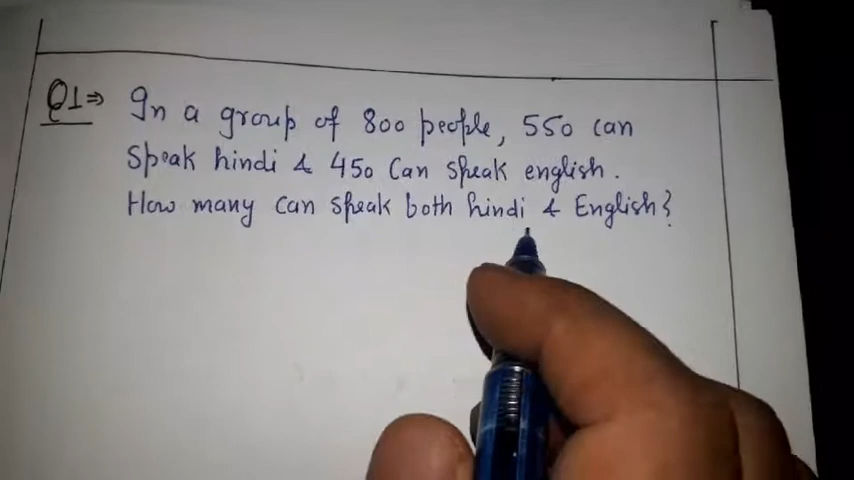 Q1⇒ In a group of 800 people, 550 can
speak hindi & 450 can speak english.
How many can speak both hindi & English?